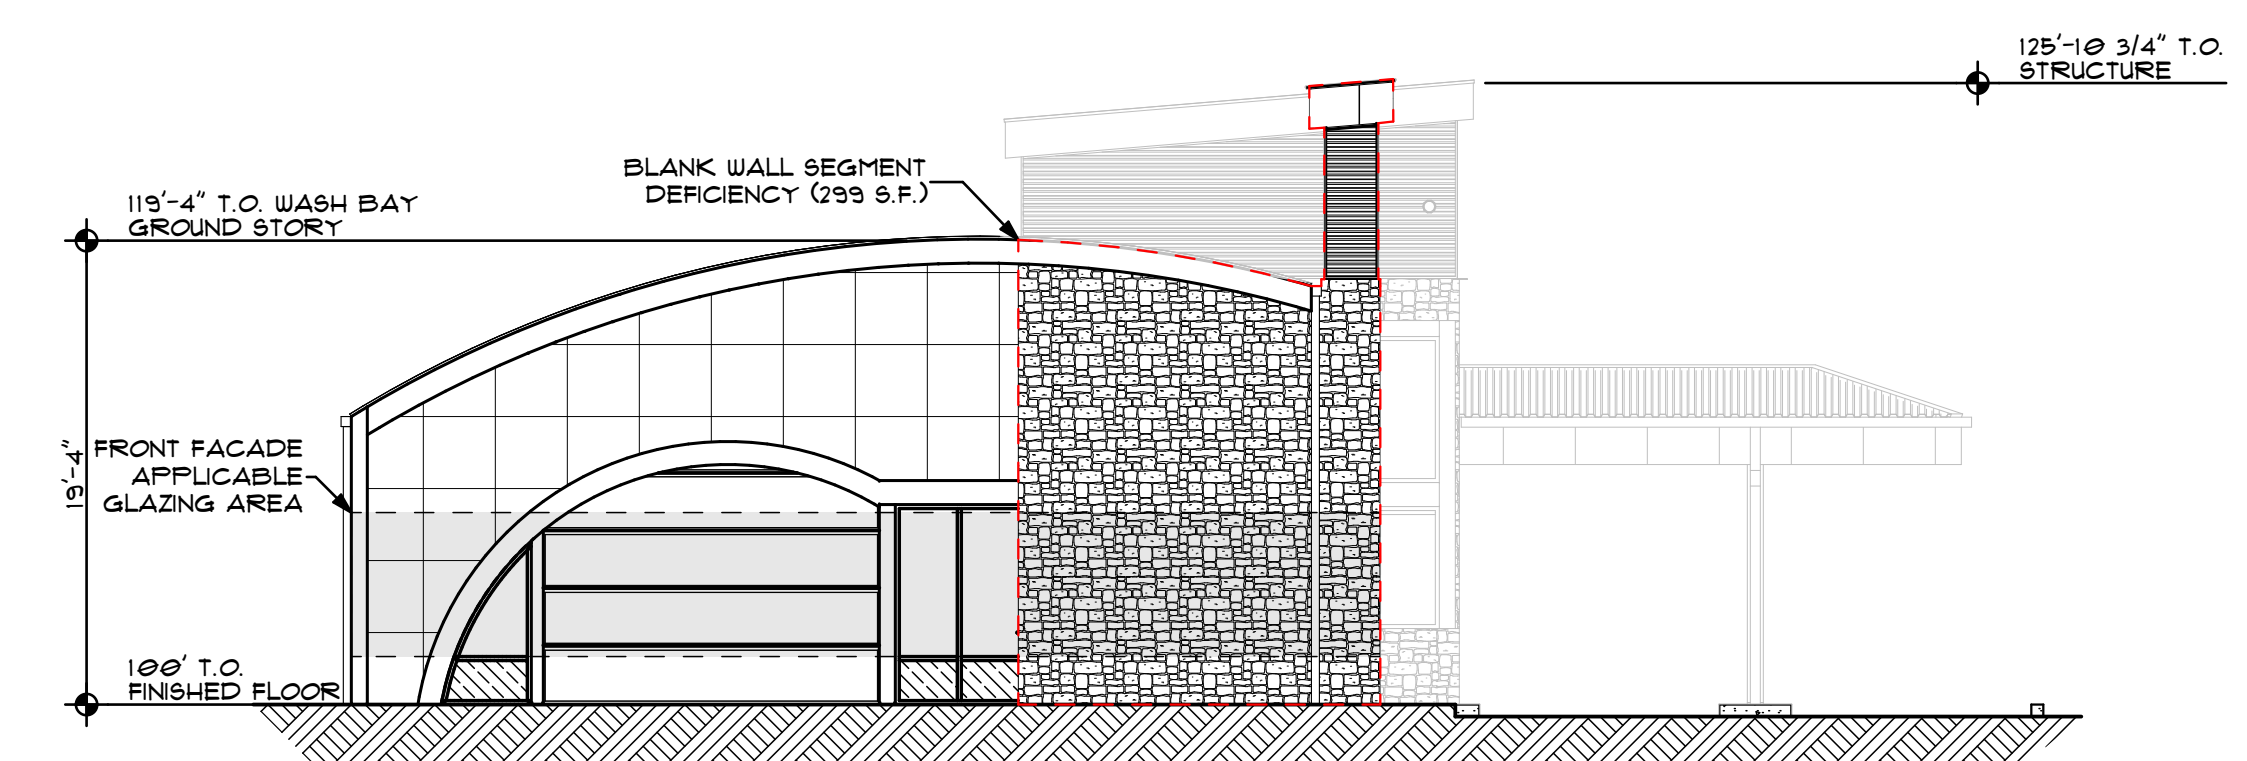 125'-10 3/4" T.O.
STRUCTURE
BLANK WALL SEGMENT
DEFICIENCY (299 S.F.)
119'-4" T.O. WASH BAY
GROUND STORY
19'-4"
FRONT FACADE
APPLICABLE
GLAZING AREA
100' T.O.
FINISHED FLOOR